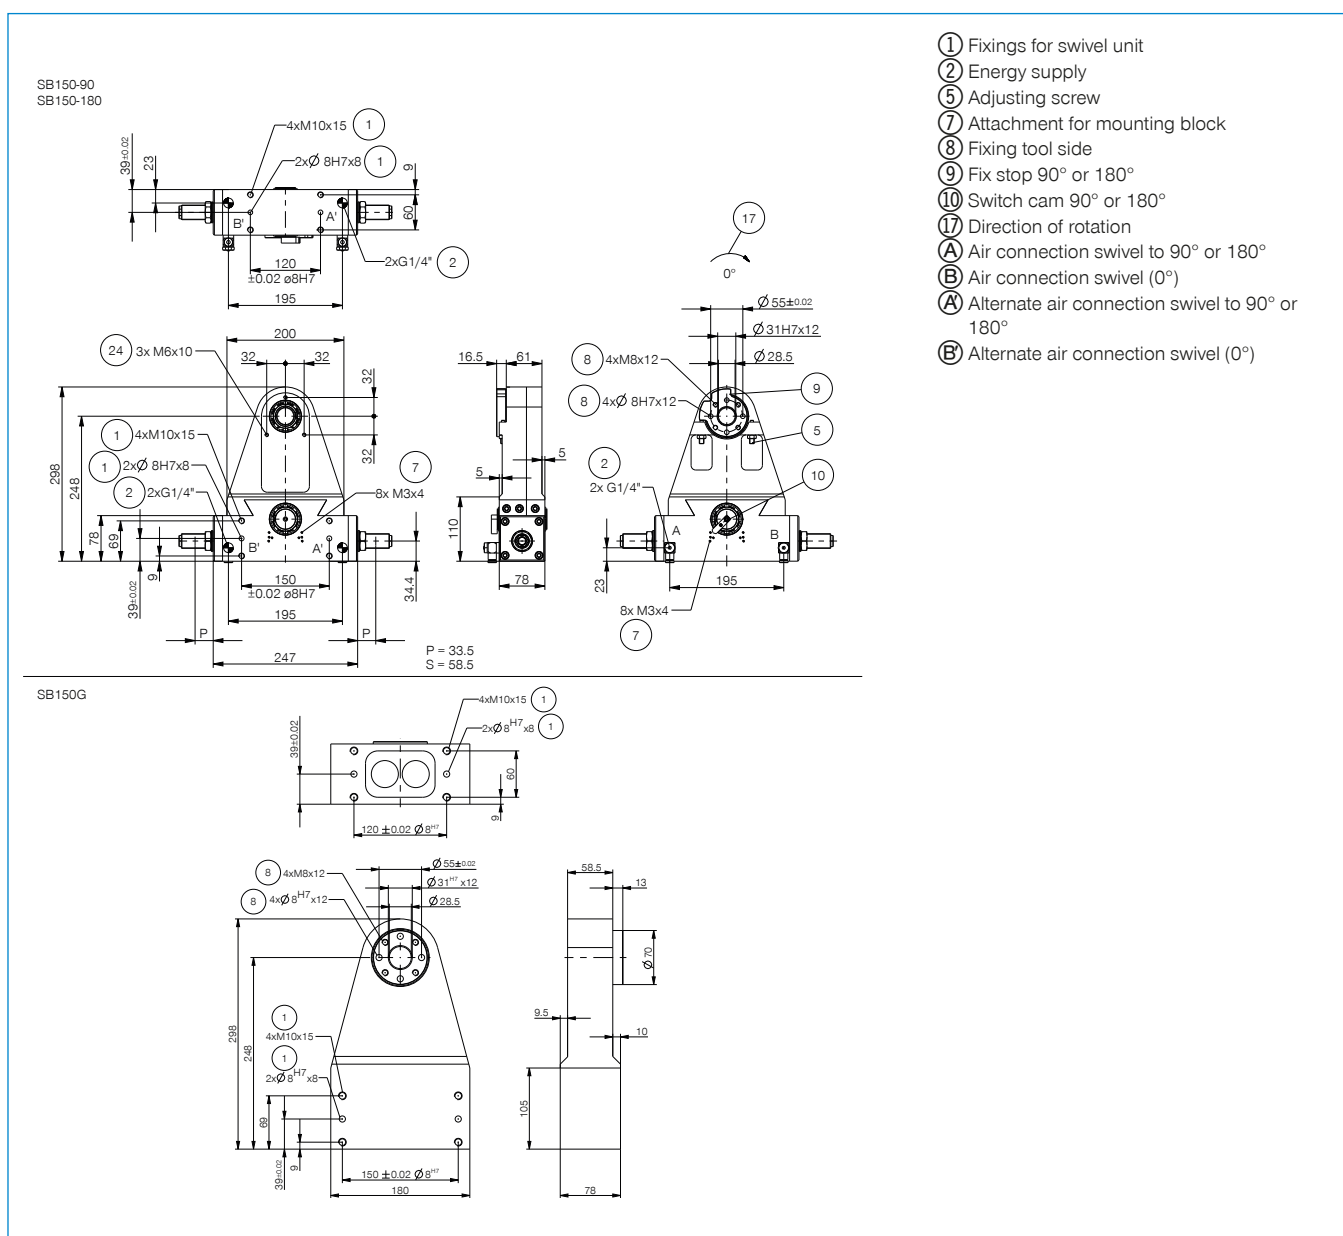 SB150-90
SB150-180
4xM10x15 1
2xØ 8H7x8 1
39±0.02
23
9
60
B'
A'
2xG1/4" 2
120
±0.02 ø8H7
195
17
0°
200
24 3x M6x10
32
32
32
32
1 4xM10x15
1 2xØ 8H7x8
2 2xG1/4"
7
8x M3x4
298
248
78
69
9
39±0.02
B'
A'
34.4
150
±0.02 ø8H7
195
P
P
247
P = 33.5
S = 58.5
16.5
61
5
5
110
78
Ø 55±0.02
Ø 31H7x12
Ø 28.5
8 4xM8x12
8 4xØ 8H7x12
9
5
10
2
2x G1/4"
A
B
23
195
8x M3x4
7
SB150G
4xM10x15 1
2xØ 8H7x8 1
39±0.02
60
9
120 ±0.02 Ø 8H7
Ø 55±0.02
Ø 31H7 x12
Ø 28.5
8 4xM8x12
8 4xØ 8H7x12
298
248
1
4xM10x15
1
2xØ 8H7x8
69
39±0.02
9
150 ±0.02 Ø 8H7
180
58.5
13
Ø 70
9.5
10
105
78
1 Fixings for swivel unit
2 Energy supply
5 Adjusting screw
7 Attachment for mounting block
8 Fixing tool side
9 Fix stop 90° or 180°
10 Switch cam 90° or 180°
17 Direction of rotation
A Air connection swivel to 90° or 180°
B Air connection swivel (0°)
A' Alternate air connection swivel to 90° or
180°
B' Alternate air connection swivel (0°)